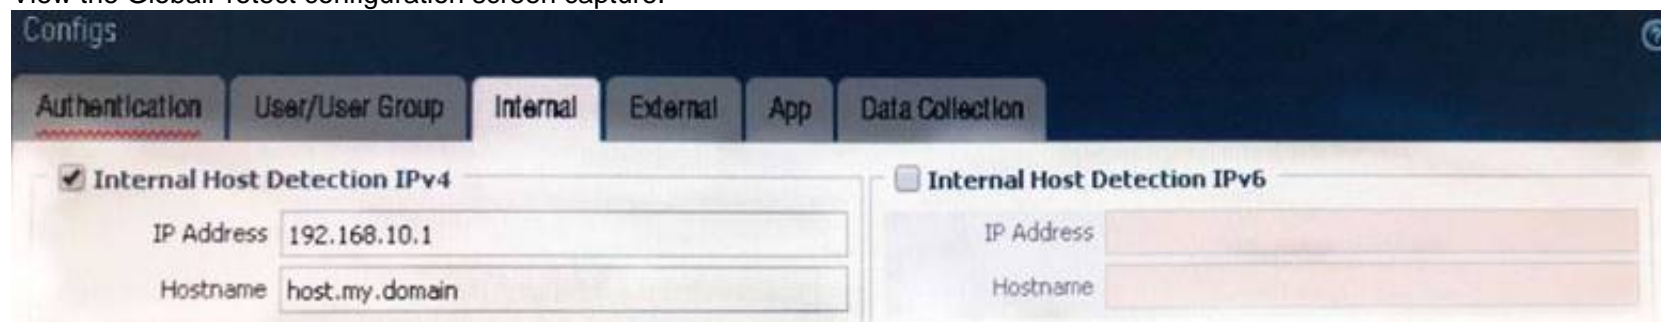 View the GlobalProtect configuration screen capture.
Configs
Authentication User/User Group Internal External App Data Collection
Internal Host Detection IPv4
IP Address 192.168.10.1
Hostname host.my.domain
Internal Host Detection IPv6
IP Address
Hostname